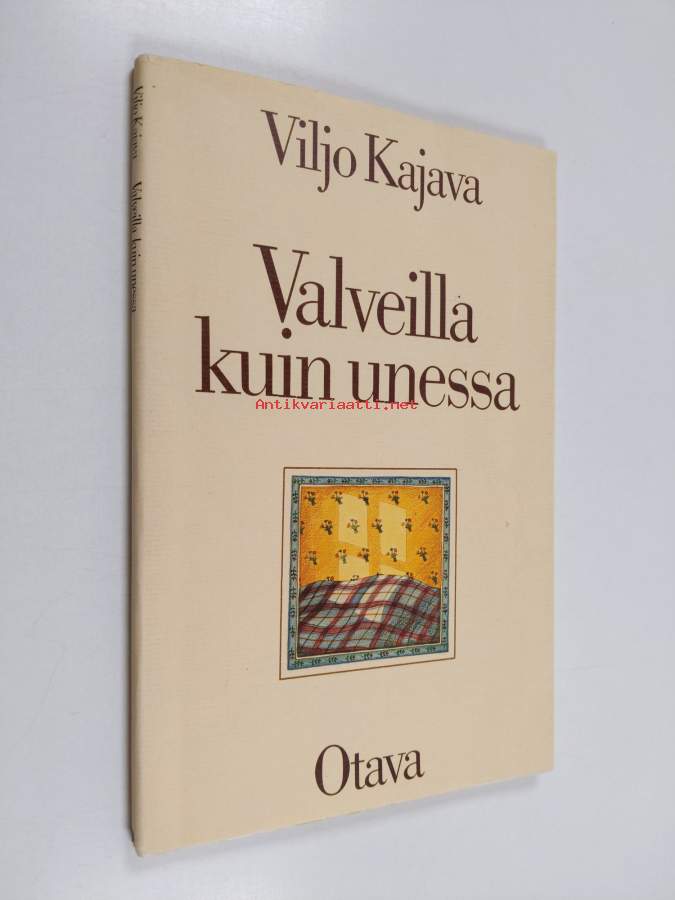 Viljo Kajava
Valveilla
kuin unessa
Antikvariaatti.net
Otava
Viljo Kajava Valveilla kuin unessa